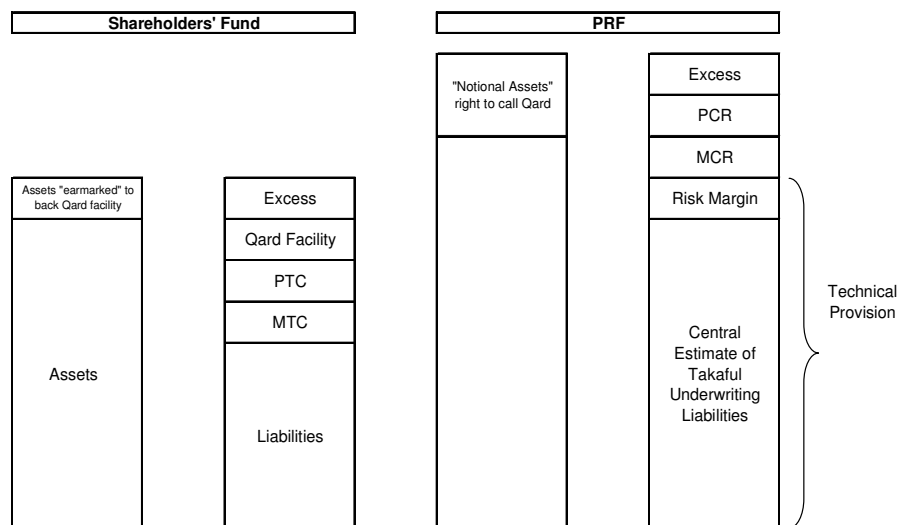 Shareholders' Fund
PRF
Assets "earmarked" to
back Qard facility
Assets
Excess
Qard Facility
PTC
MTC
Liabilities
"Notional Assets"
right to call Qard
Excess
PCR
MCR
Risk Margin
Central
Estimate of
Takaful
Underwriting
Liabilities
Technical
Provision